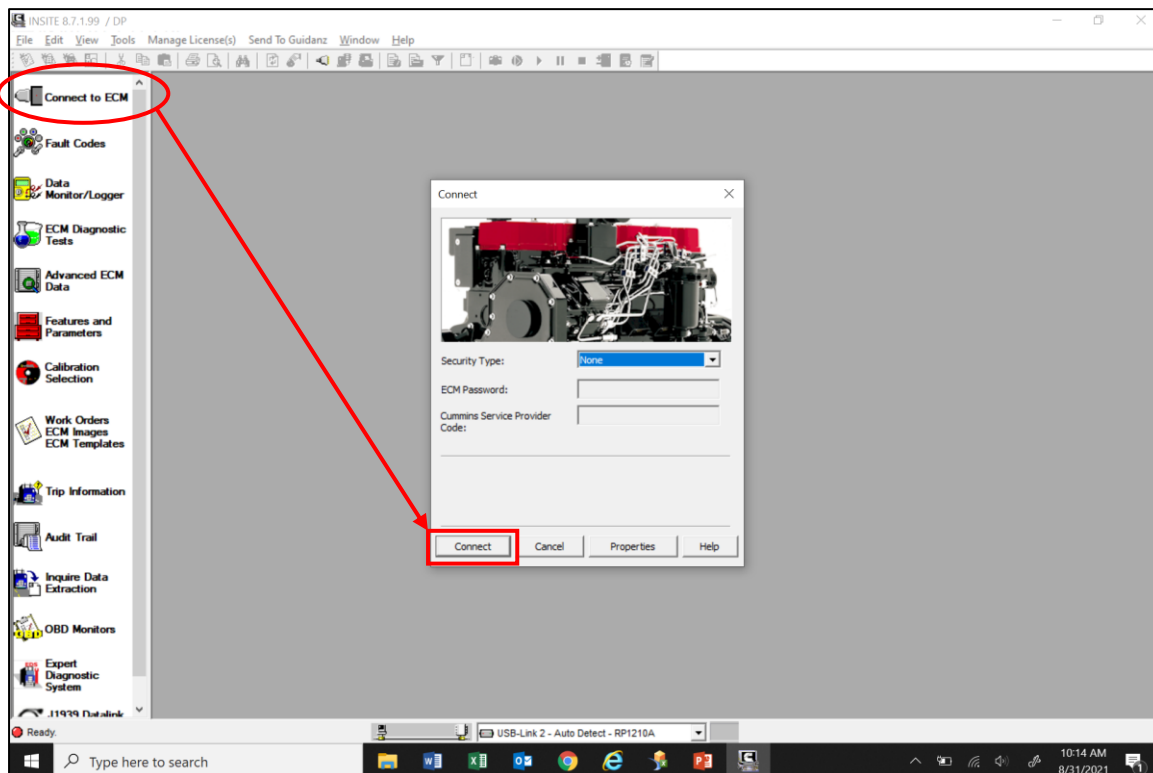 INSITE 8.7.1.99 / DP
File Edit View Tools Manage License(s) Send To Guidanz Window Help
Connect to ECM
Fault Codes
Data
Monitor/Logger
ECM Diagnostic
Tests
Advanced ECM
Data
Features and
Parameters
Calibration
Selection
Work Orders
ECM Images
ECM Templates
Trip Information
Audit Trail
Inquire Data
Extraction
OBD Monitors
Expert
Diagnostic
System
J1939 Datalink
Connect
Security Type: None
ECM Password:
Cummins Service Provider
Code:
Connect Cancel Properties Help
Ready. USB-Link 2 - Auto Detect - RP1210A
Type here to search
10:14 AM
8/31/2021